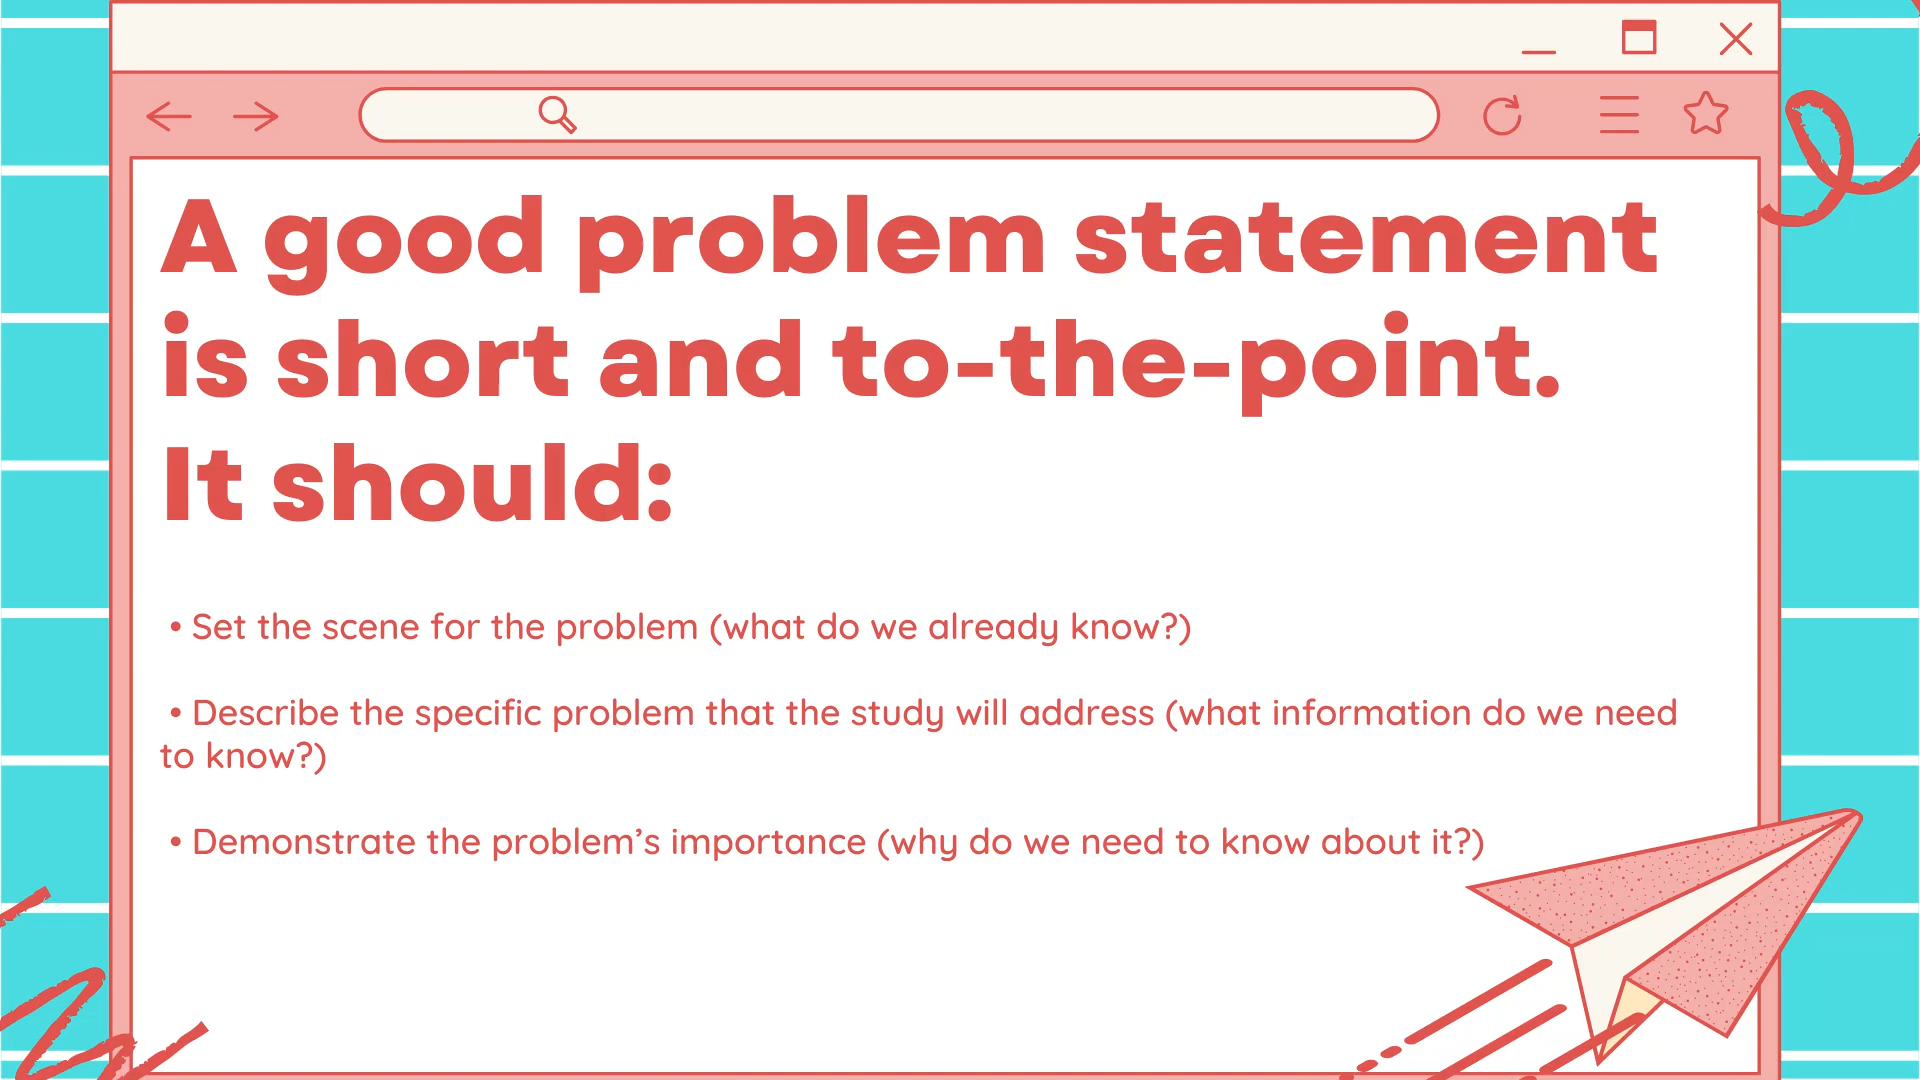 A good problem statement
is short and to-the-point.
It should:
• Set the scene for the problem (what do we already know?)
• Describe the specific problem that the study will address (what information do we need
to know?)
• Demonstrate the problem’s importance (why do we need to know about it?)